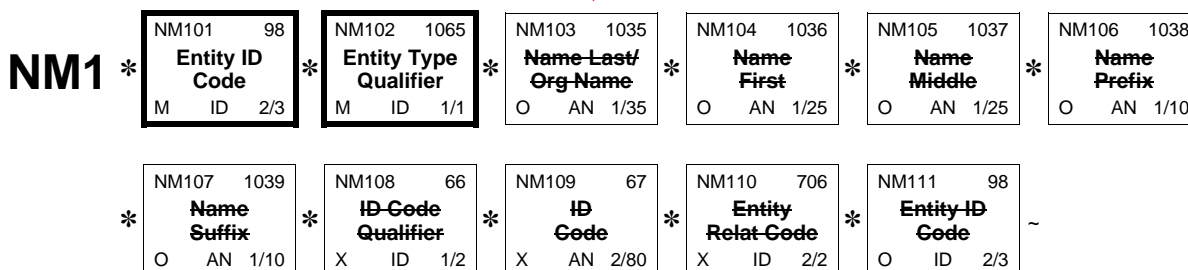 NM1 * NM101 98 * NM102 1065 * NM103 1035 * NM104 1036 * NM105 1037 * NM106 1038
Entity ID Entity Type Name Last/ Name Name Name
Code Qualifier Org Name First Middle Prefix
M ID 2/3 M ID 1/1 O AN 1/35 O AN 1/25 O AN 1/25 O AN 1/10
* NM107 1039 * NM108 66 * NM109 67 * NM110 706 * NM111 98 ~
Name ID Code ID Entity Entity ID
Suffix Qualifier Code Relat Code Code
O AN 1/10 X ID 1/2 X AN 2/80 X ID 2/2 O ID 2/3